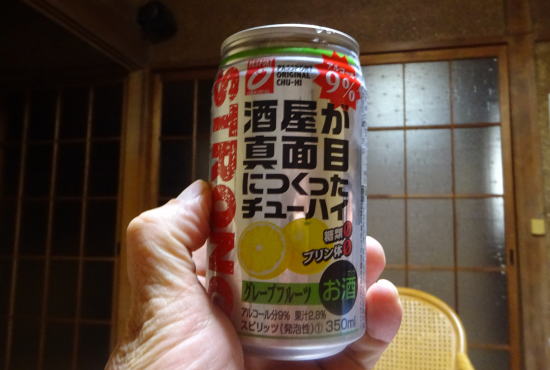 ORIGINAL
CHU-HI
9%
STRONG
酒屋が
真面目
につくった
チューハイ
糖類0
プリン体0
グレープフルーツ
お酒
アルコール分9% 果汁2.8%
スピリッツ(発泡性)① 350ml